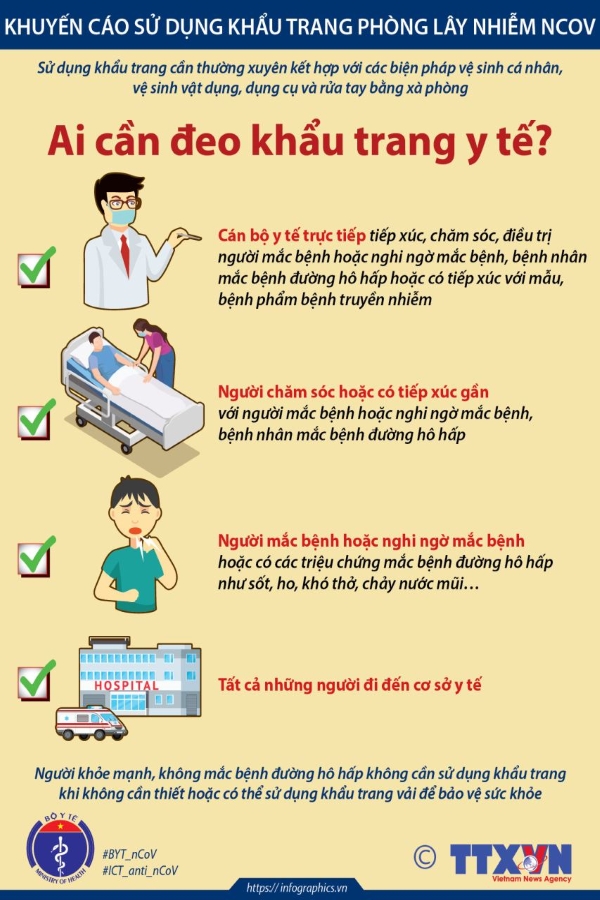 KHUYẾN CÁO SỬ DỤNG KHẨU TRANG PHÒNG LÂY NHIỄM NCOV
Sử dụng khẩu trang cần thường xuyên kết hợp với các biện pháp vệ sinh cá nhân,
vệ sinh vật dụng, dụng cụ và rửa tay bằng xà phòng
Ai cần đeo khẩu trang y tế?
Cán bộ y tế trực tiếp tiếp xúc, chăm sóc, điều trị
người mắc bệnh hoặc nghi ngờ mắc bệnh, bệnh nhân
mắc bệnh đường hô hấp hoặc có tiếp xúc với mẫu,
bệnh phẩm bệnh truyền nhiễm
Người chăm sóc hoặc có tiếp xúc gần
với người mắc bệnh hoặc nghi ngờ mắc bệnh,
bệnh nhân mắc bệnh đường hô hấp
Người mắc bệnh hoặc nghi ngờ mắc bệnh
hoặc có các triệu chứng mắc bệnh đường hô hấp
như sốt, ho, khó thở, chảy nước mũi...
HOSPITAL
Tất cả những người đi đến cơ sở y tế
Người khỏe mạnh, không mắc bệnh đường hô hấp không cần sử dụng khẩu trang
khi không cần thiết hoặc có thể sử dụng khẩu trang vải để bảo vệ sức khỏe
BỘ Y TẾ
MINISTRY OF HEALTH
#BYT_nCoV
#ICT_anti_nCoV
© TTXVN
Vietnam News Agency
https://infographics.vn